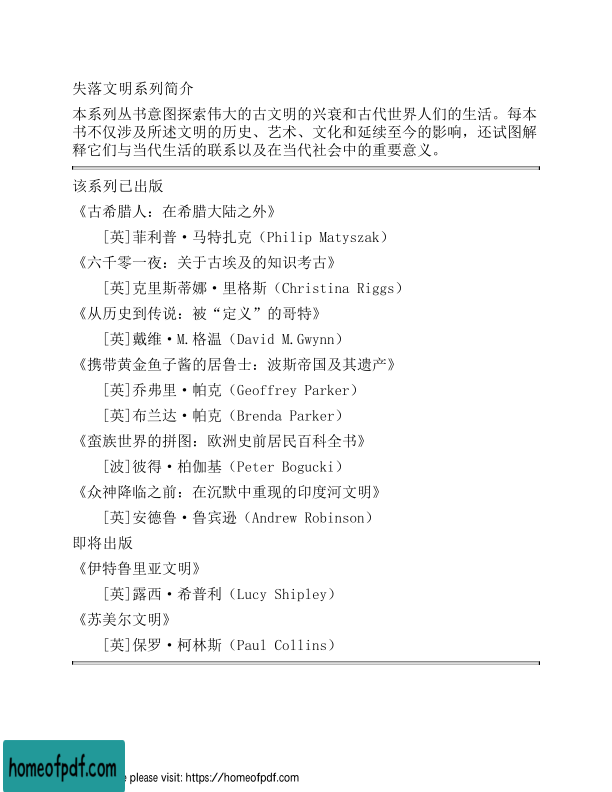 失落文明系列简介
本系列丛书意图探索伟大的古文明的兴衰和古代世界人们的生活。每本
书不仅涉及所述文明的历史、艺术、文化和延续至今的影响，还试图解
释它们与当代生活的联系以及在当代社会中的重要意义。
该系列已出版
《古希腊人：在希腊大陆之外》
[英]菲利普·马特扎克（Philip Matyszak）
《六千零一夜：关于古埃及的知识考古》
[英]克里斯蒂娜·里格斯（Christina Riggs）
《从历史到传说：被“定义”的哥特》
[英]戴维·M.格温（David M.Gwynn）
《携带黄金鱼子酱的居鲁士：波斯帝国及其遗产》
[英]乔弗里·帕克（Geoffrey Parker）
[英]布兰达·帕克（Brenda Parker）
《蛮族世界的拼图：欧洲史前居民百科全书》
[波]彼得·柏伽基（Peter Bogucki）
《众神降临之前：在沉默中重现的印度河文明》
[英]安德鲁·鲁宾逊（Andrew Robinson）
即将出版
《伊特鲁里亚文明》
[英]露西·希普利（Lucy Shipley）
《苏美尔文明》
[英]保罗·柯林斯（Paul Collins）
homeofpdf.com
e please visit: https://homeofpdf.com